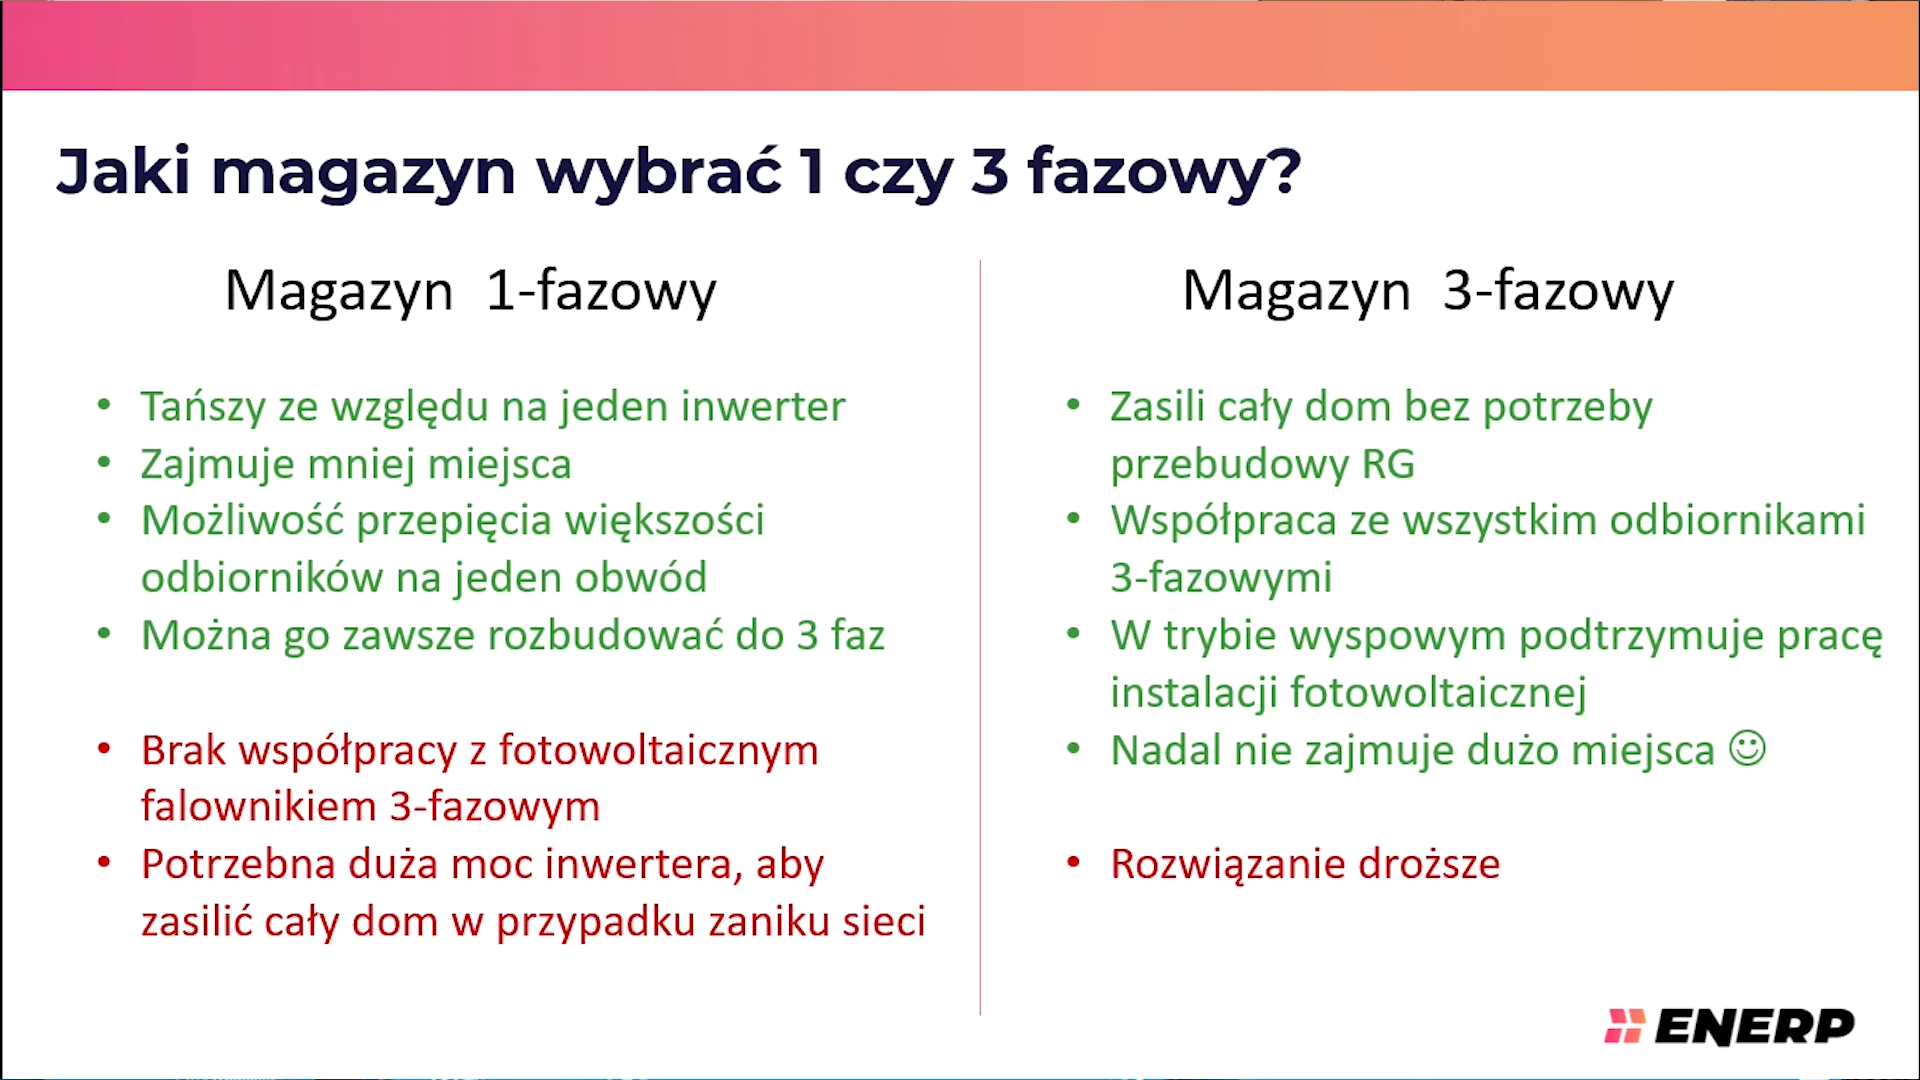 Jaki magazyn wybrać 1 czy 3 fazowy?
Magazyn 1-fazowy
• Tańszy ze względu na jeden inwerter
• Zajmuje mniej miejsca
• Możliwość przepięcia większości
odbiorników na jeden obwód
• Można go zawsze rozbudować do 3 faz
• Brak współpracy z fotowoltaicznym
falownikiem 3-fazowym
• Potrzebna duża moc inwertera, aby
zasilić cały dom w przypadku zaniku sieci
Magazyn 3-fazowy
• Zasili cały dom bez potrzeby
przebudowy RG
• Współpraca ze wszystkim odbiornikami
3-fazowymi
• W trybie wyspowym podtrzymuje pracę
instalacji fotowoltaicznej
• Nadal nie zajmuje dużo miejsca ☺
• Rozwiązanie droższe
ENERP